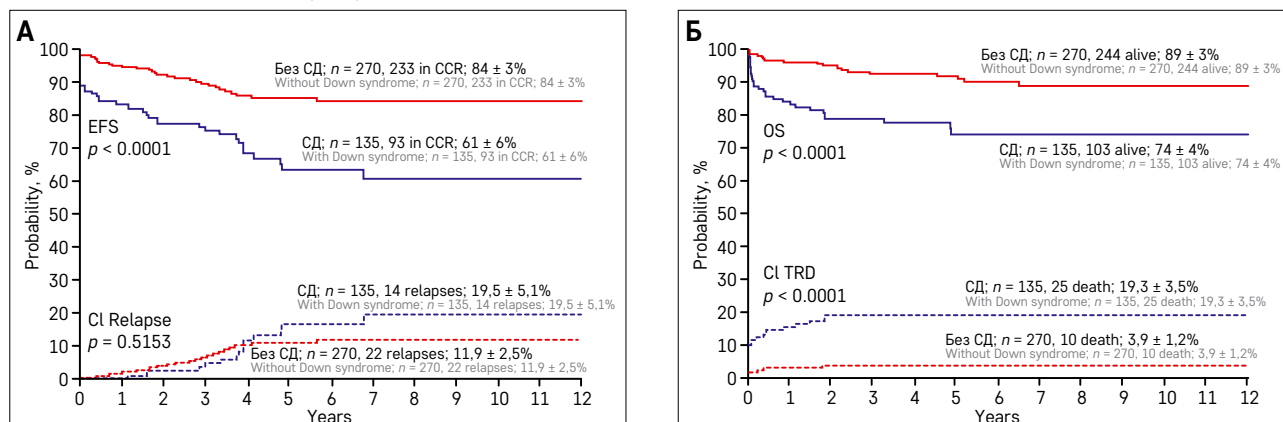 А
Probability, %
100
90
80
70
60
50
40
30
20
10
0
Без СД; n = 270, 233 in CCR; 84 ± 3%
Without Down syndrome; n = 270, 233 in CCR; 84 ± 3%
EFS
p < 0.0001
СД; n = 135, 93 in CCR; 61 ± 6%
With Down syndrome; n = 135, 93 in CCR; 61 ± 6%
СД; n = 135, 14 relapses; 19,5 ± 5,1%
With Down syndrome; n = 135, 14 relapses; 19,5 ± 5,1%
CI Relapse
p = 0.5153
Без СД; n = 270, 22 relapses; 11,9 ± 2,5%
Without Down syndrome; n = 270, 22 relapses; 11,9 ± 2,5%
0 1 2 3 4 5 6 7 8 9 10 11 12
Years
Б
Probability, %
100
90
80
70
60
50
40
30
20
10
0
Без СД; n = 270, 244 alive; 89 ± 3%
Without Down syndrome; n = 270, 244 alive; 89 ± 3%
OS
p < 0.0001
СД; n = 135, 103 alive; 74 ± 4%
With Down syndrome; n = 135, 103 alive; 74 ± 4%
CI TRD
p < 0.0001
СД; n = 135, 25 death; 19,3 ± 3,5%
With Down syndrome; n = 135, 25 death; 19,3 ± 3,5%
Без СД; n = 270, 10 death; 3,9 ± 1,2%
Without Down syndrome; n = 270, 10 death; 3,9 ± 1,2%
0 1 2 3 4 5 6 7 8 9 10 11 12
Years